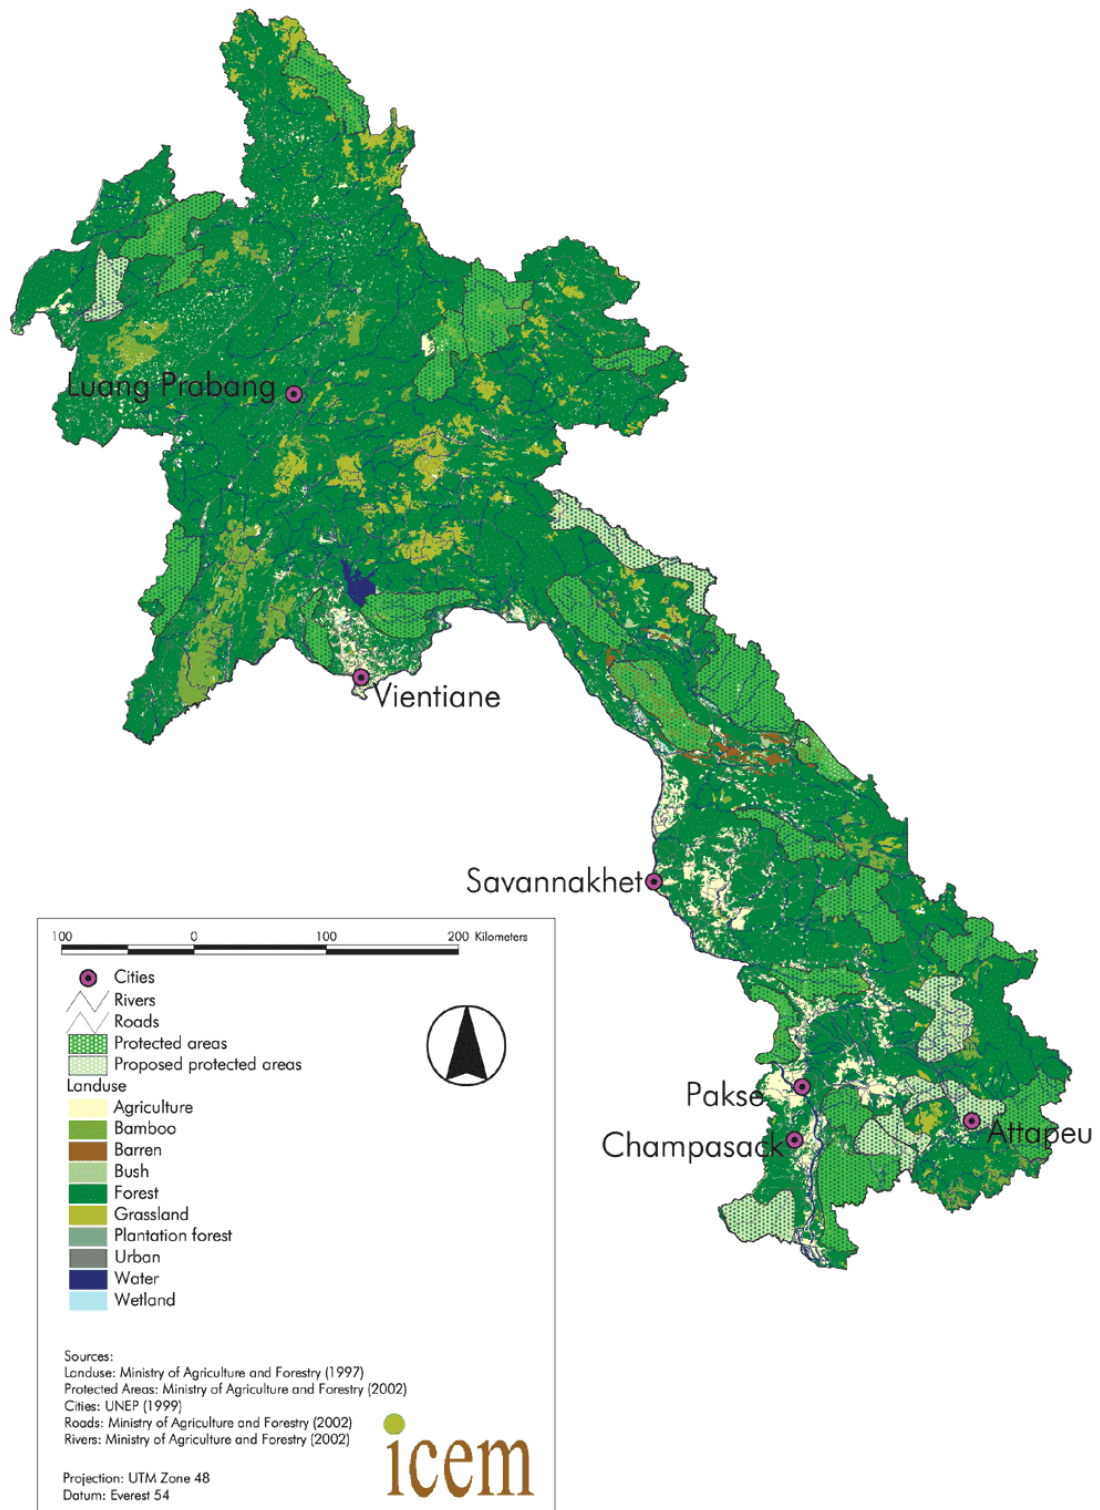 Luang Prabang
Vientiane
Savannakhet
Pakse
Champasack
Attapeu
100 0 100 200 Kilometers
Cities
Rivers
Roads
Protected areas
Proposed protected areas
Landuse
Agriculture
Bamboo
Barren
Bush
Forest
Grassland
Plantation forest
Urban
Water
Wetland
Sources:
Landuse: Ministry of Agriculture and Forestry (1997)
Protected Areas: Ministry of Agriculture and Forestry (2002)
Cities: UNEP (1999)
Roads: Ministry of Agriculture and Forestry (2002)
Rivers: Ministry of Agriculture and Forestry (2002)
Projection: UTM Zone 48
Datum: Everest 54
icem